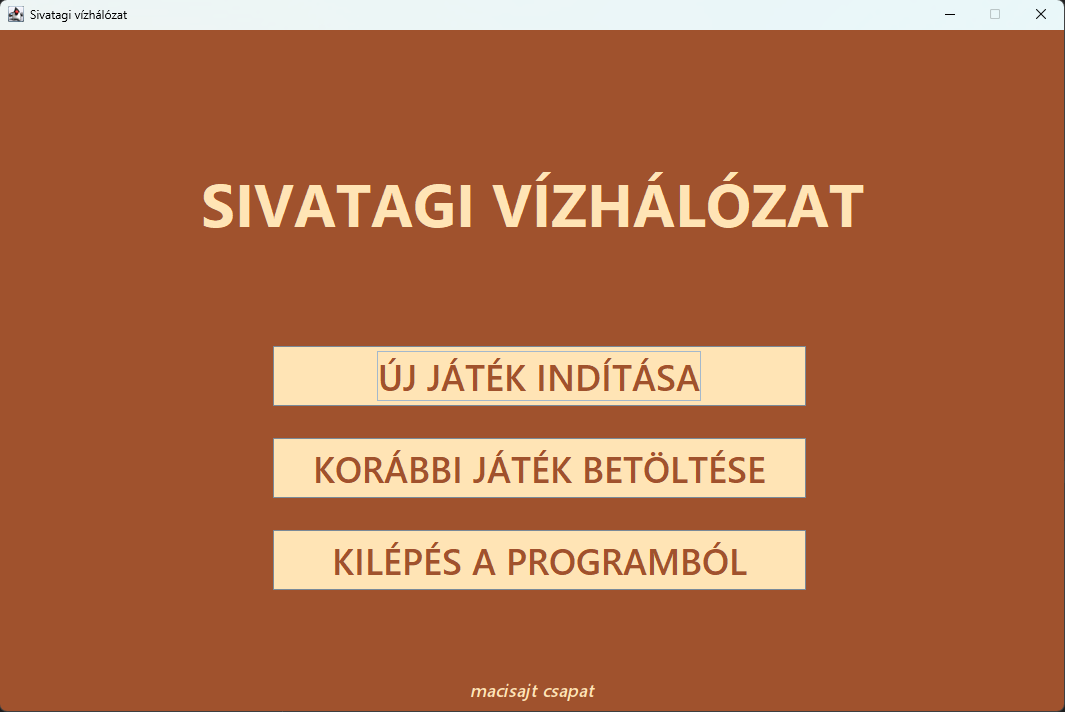 Sivatagi vízhálózat
SIVATAGI VÍZHÁLÓZAT
ÚJ JÁTÉK INDÍTÁSA
KORÁBBI JÁTÉK BETÖLTÉSE
KILÉPÉS A PROGRAMBÓL
macisajt csapat